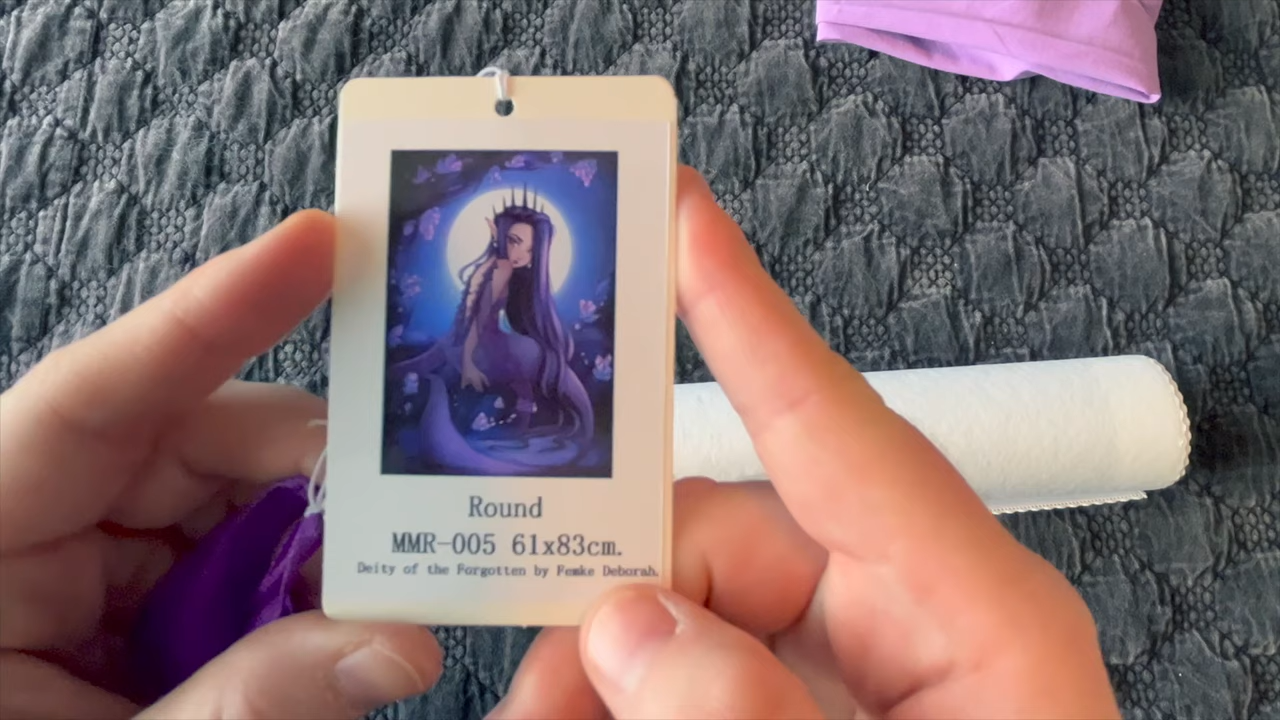 Round
MMR-005 61x83cm.
Deity of the Forgotten by Femke Deborah.